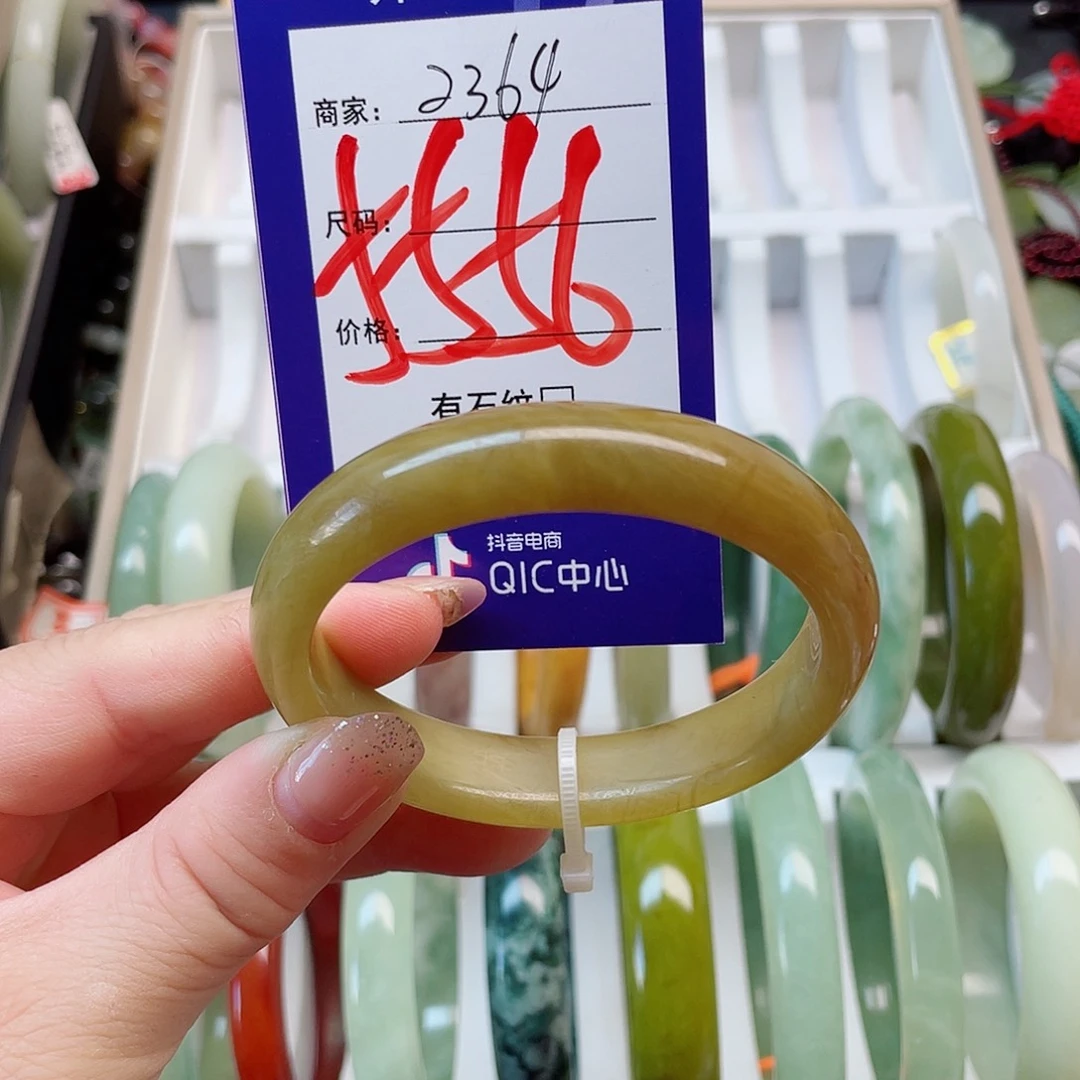 商家：2364
尺码：
价格：
有石纹□
抖音电商
QIC中心